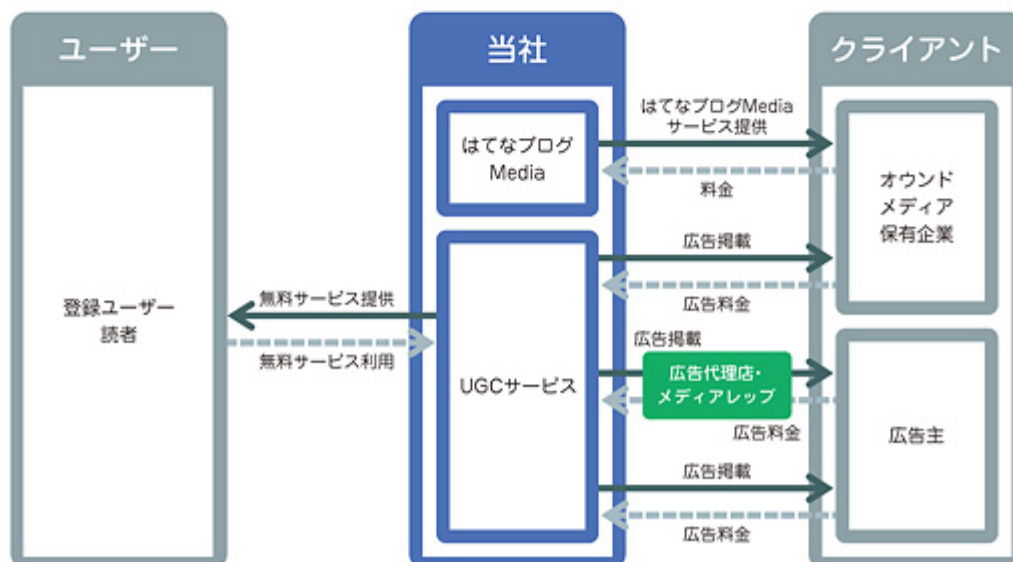 ユーザー
当社
クライアント
登録ユーザー
読者
無料サービス提供
無料サービス利用
はてなブログ
Media
UGCサービス
はてなブログMedia
サービス提供
料金
広告掲載
広告料金
広告掲載
広告代理店・
メディアレップ
広告料金
広告掲載
広告料金
オウンド
メディア
保有企業
広告主